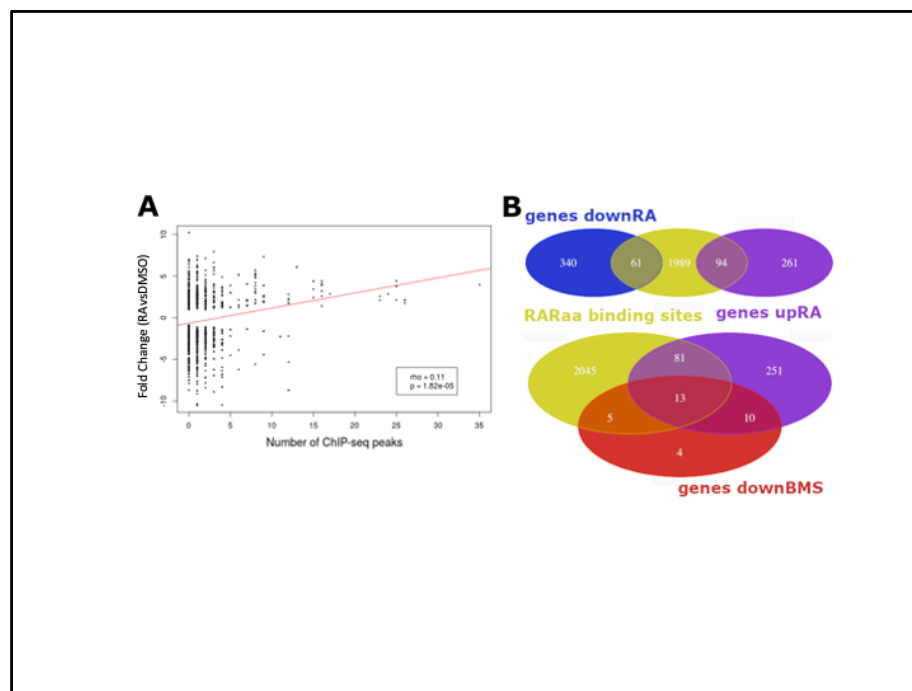 A
B
genes downRA
340
61
1989
94
261
RARaa binding sites
genes upRA
2045
81
251
13
5
10
4
genes downBMS
Fold Change (RAvsDMSO)
10
5
0
-5
-10
rho = 0.11
p = 1.82e-05
0 5 10 15 20 25 30 35
Number of ChIP-seq peaks